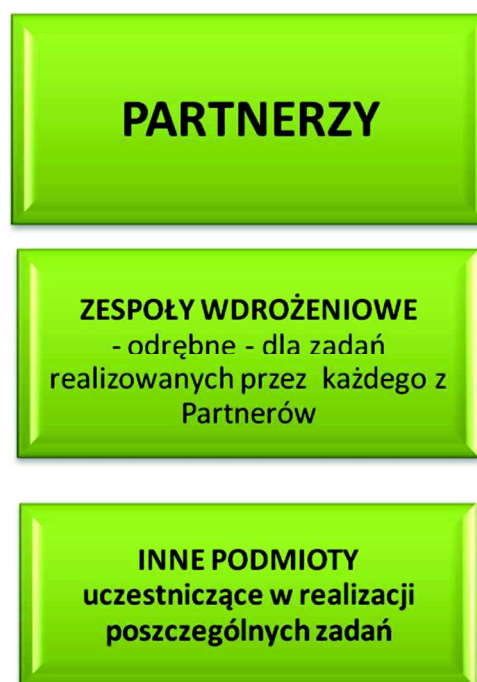 PARTNERZY
ZESPOŁY WDROŻENIOWE
- odrębne - dla zadań
realizowanych przez każdego z
Partnerów
INNE PODMIOTY
uczestniczące w realizacji
poszczególnych zadań